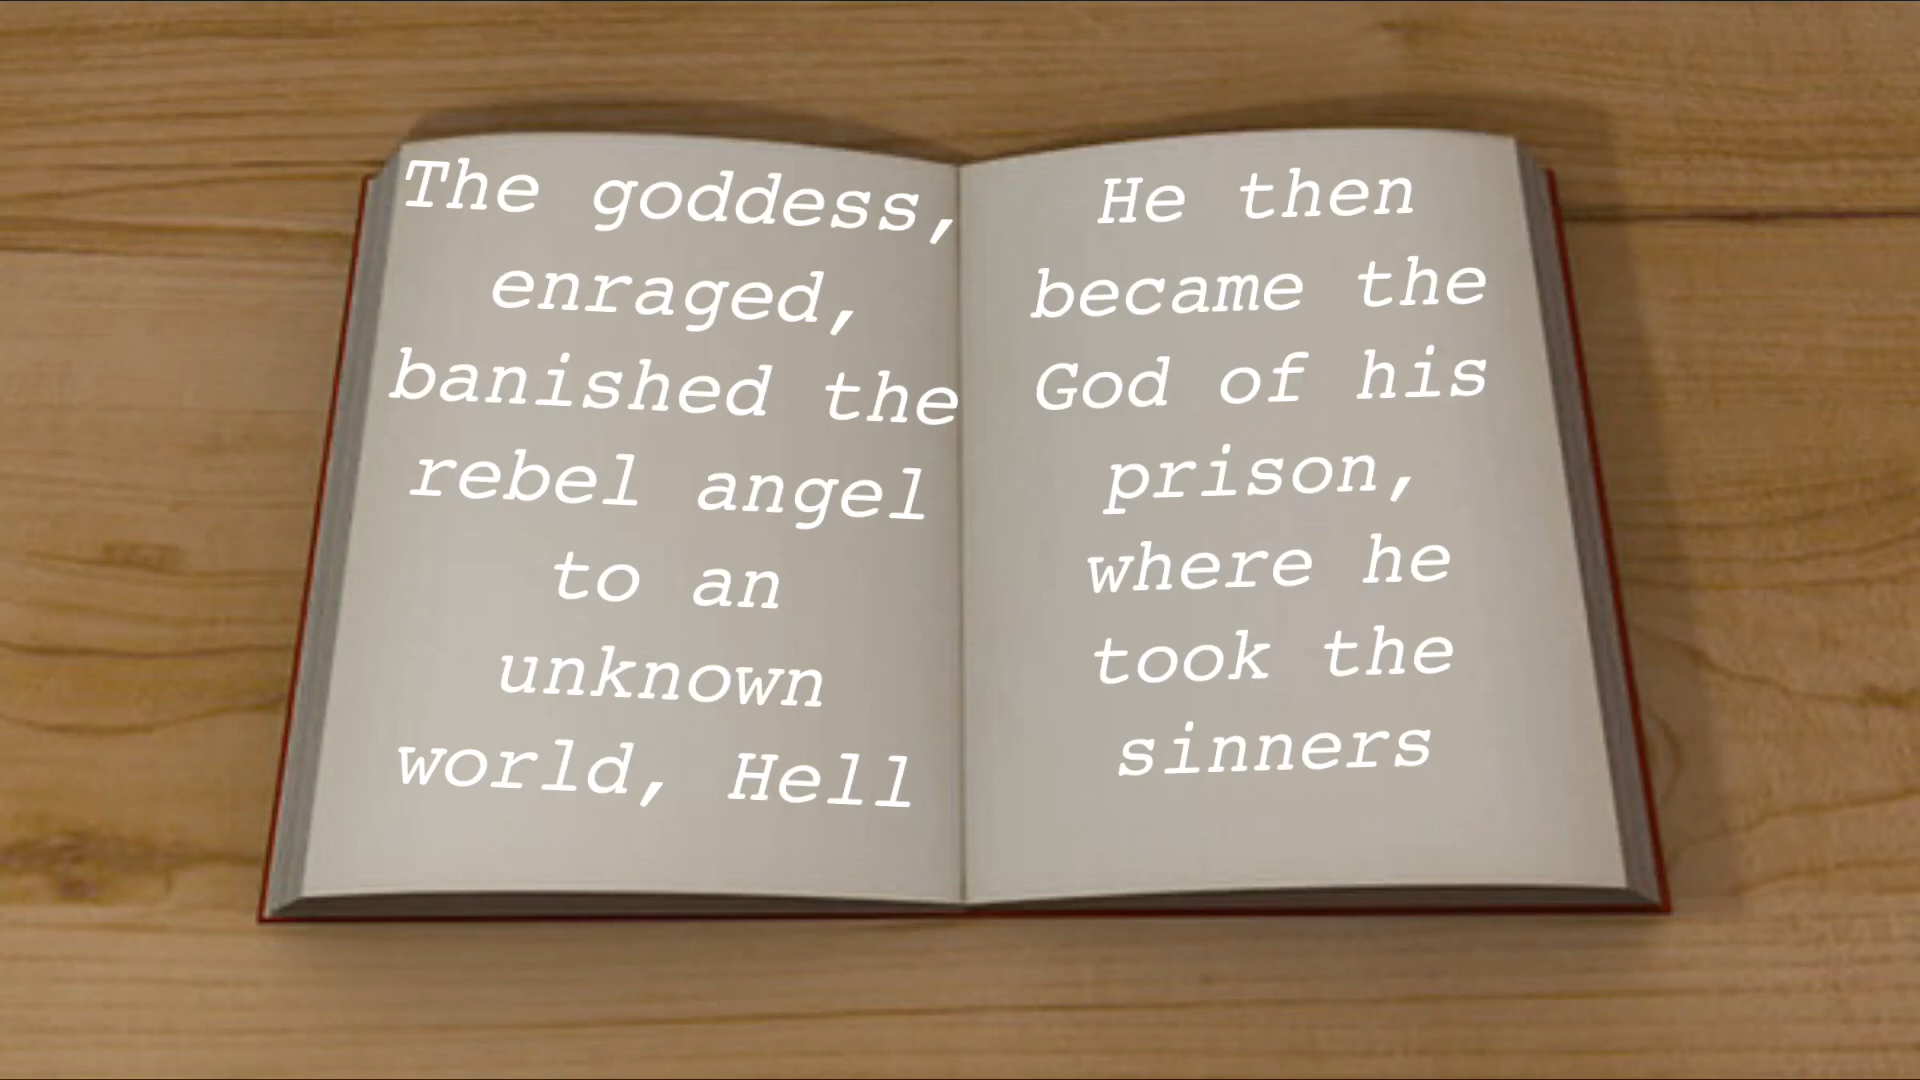 The goddess,
enraged,
banished the
rebel angel
to an
unknown
world, Hell
He then
became the
God of his
prison,
where he
took the
sinners